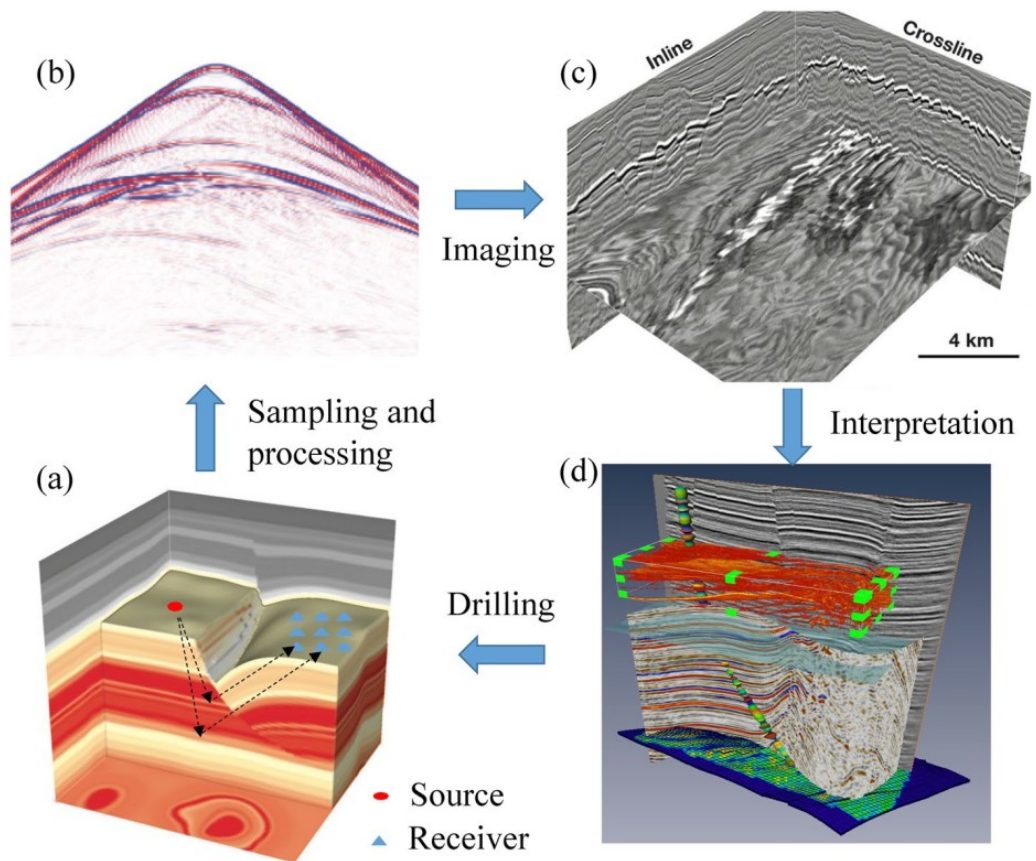 (b)
Inline
Crossline
(c)
Imaging
4 km
Sampling and
processing
Interpretation
(a)
(d)
Drilling
Source
Receiver